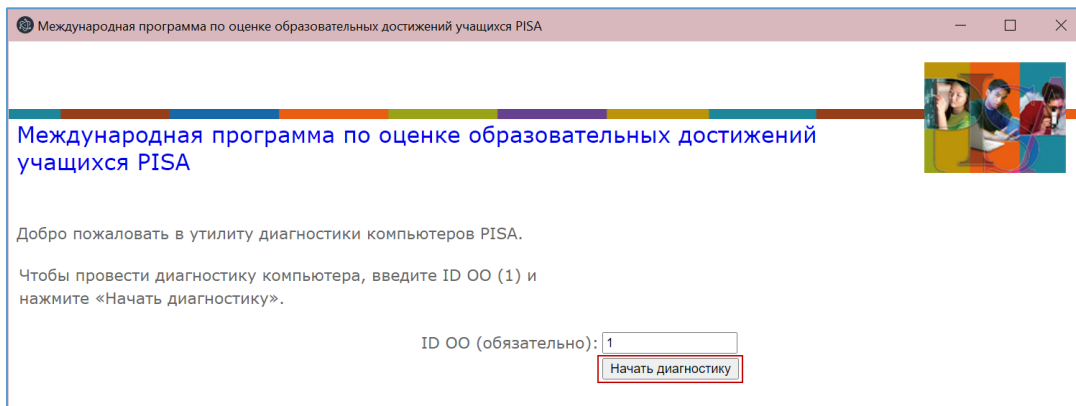 Международная программа по оценке образовательных достижений учащихся PISA
Международная программа по оценке образовательных достижений
учащихся PISA
Добро пожаловать в утилиту диагностики компьютеров PISA.
Чтобы провести диагностику компьютера, введите ID ОО (1) и
нажмите «Начать диагностику».
ID ОО (обязательно): 1
Начать диагностику